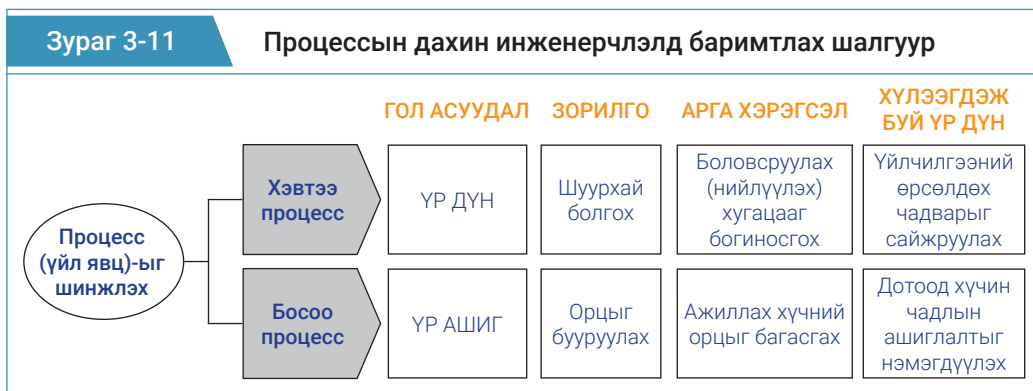 Зураг 3-11
Процессын дахин инженерчлэлд баримтлах шалгуур
ГОЛ АСУУДАЛ
ЗОРИЛГО
АРГА ХЭРЭГСЭЛ
ХҮЛЭЭГДЭЖ
БУЙ ҮР ДҮН
Процесс
(үйл явц)-ыг
шинжлэх
Хэвтээ
процесс
ҮР ДҮН
Шуурхай
болгох
Боловсруулах
(нийлүүлэх)
хугацааг
богиносгох
Үйлчилгээний
өрсөлдөх
чадварыг
сайжруулах
Босоо
процесс
ҮР АШИГ
Орцыг
бууруулах
Ажиллах хүчний
орцыг багасгах
Дотоод хүчин
чадлын
ашиглалтыг
нэмэгдүүлэх